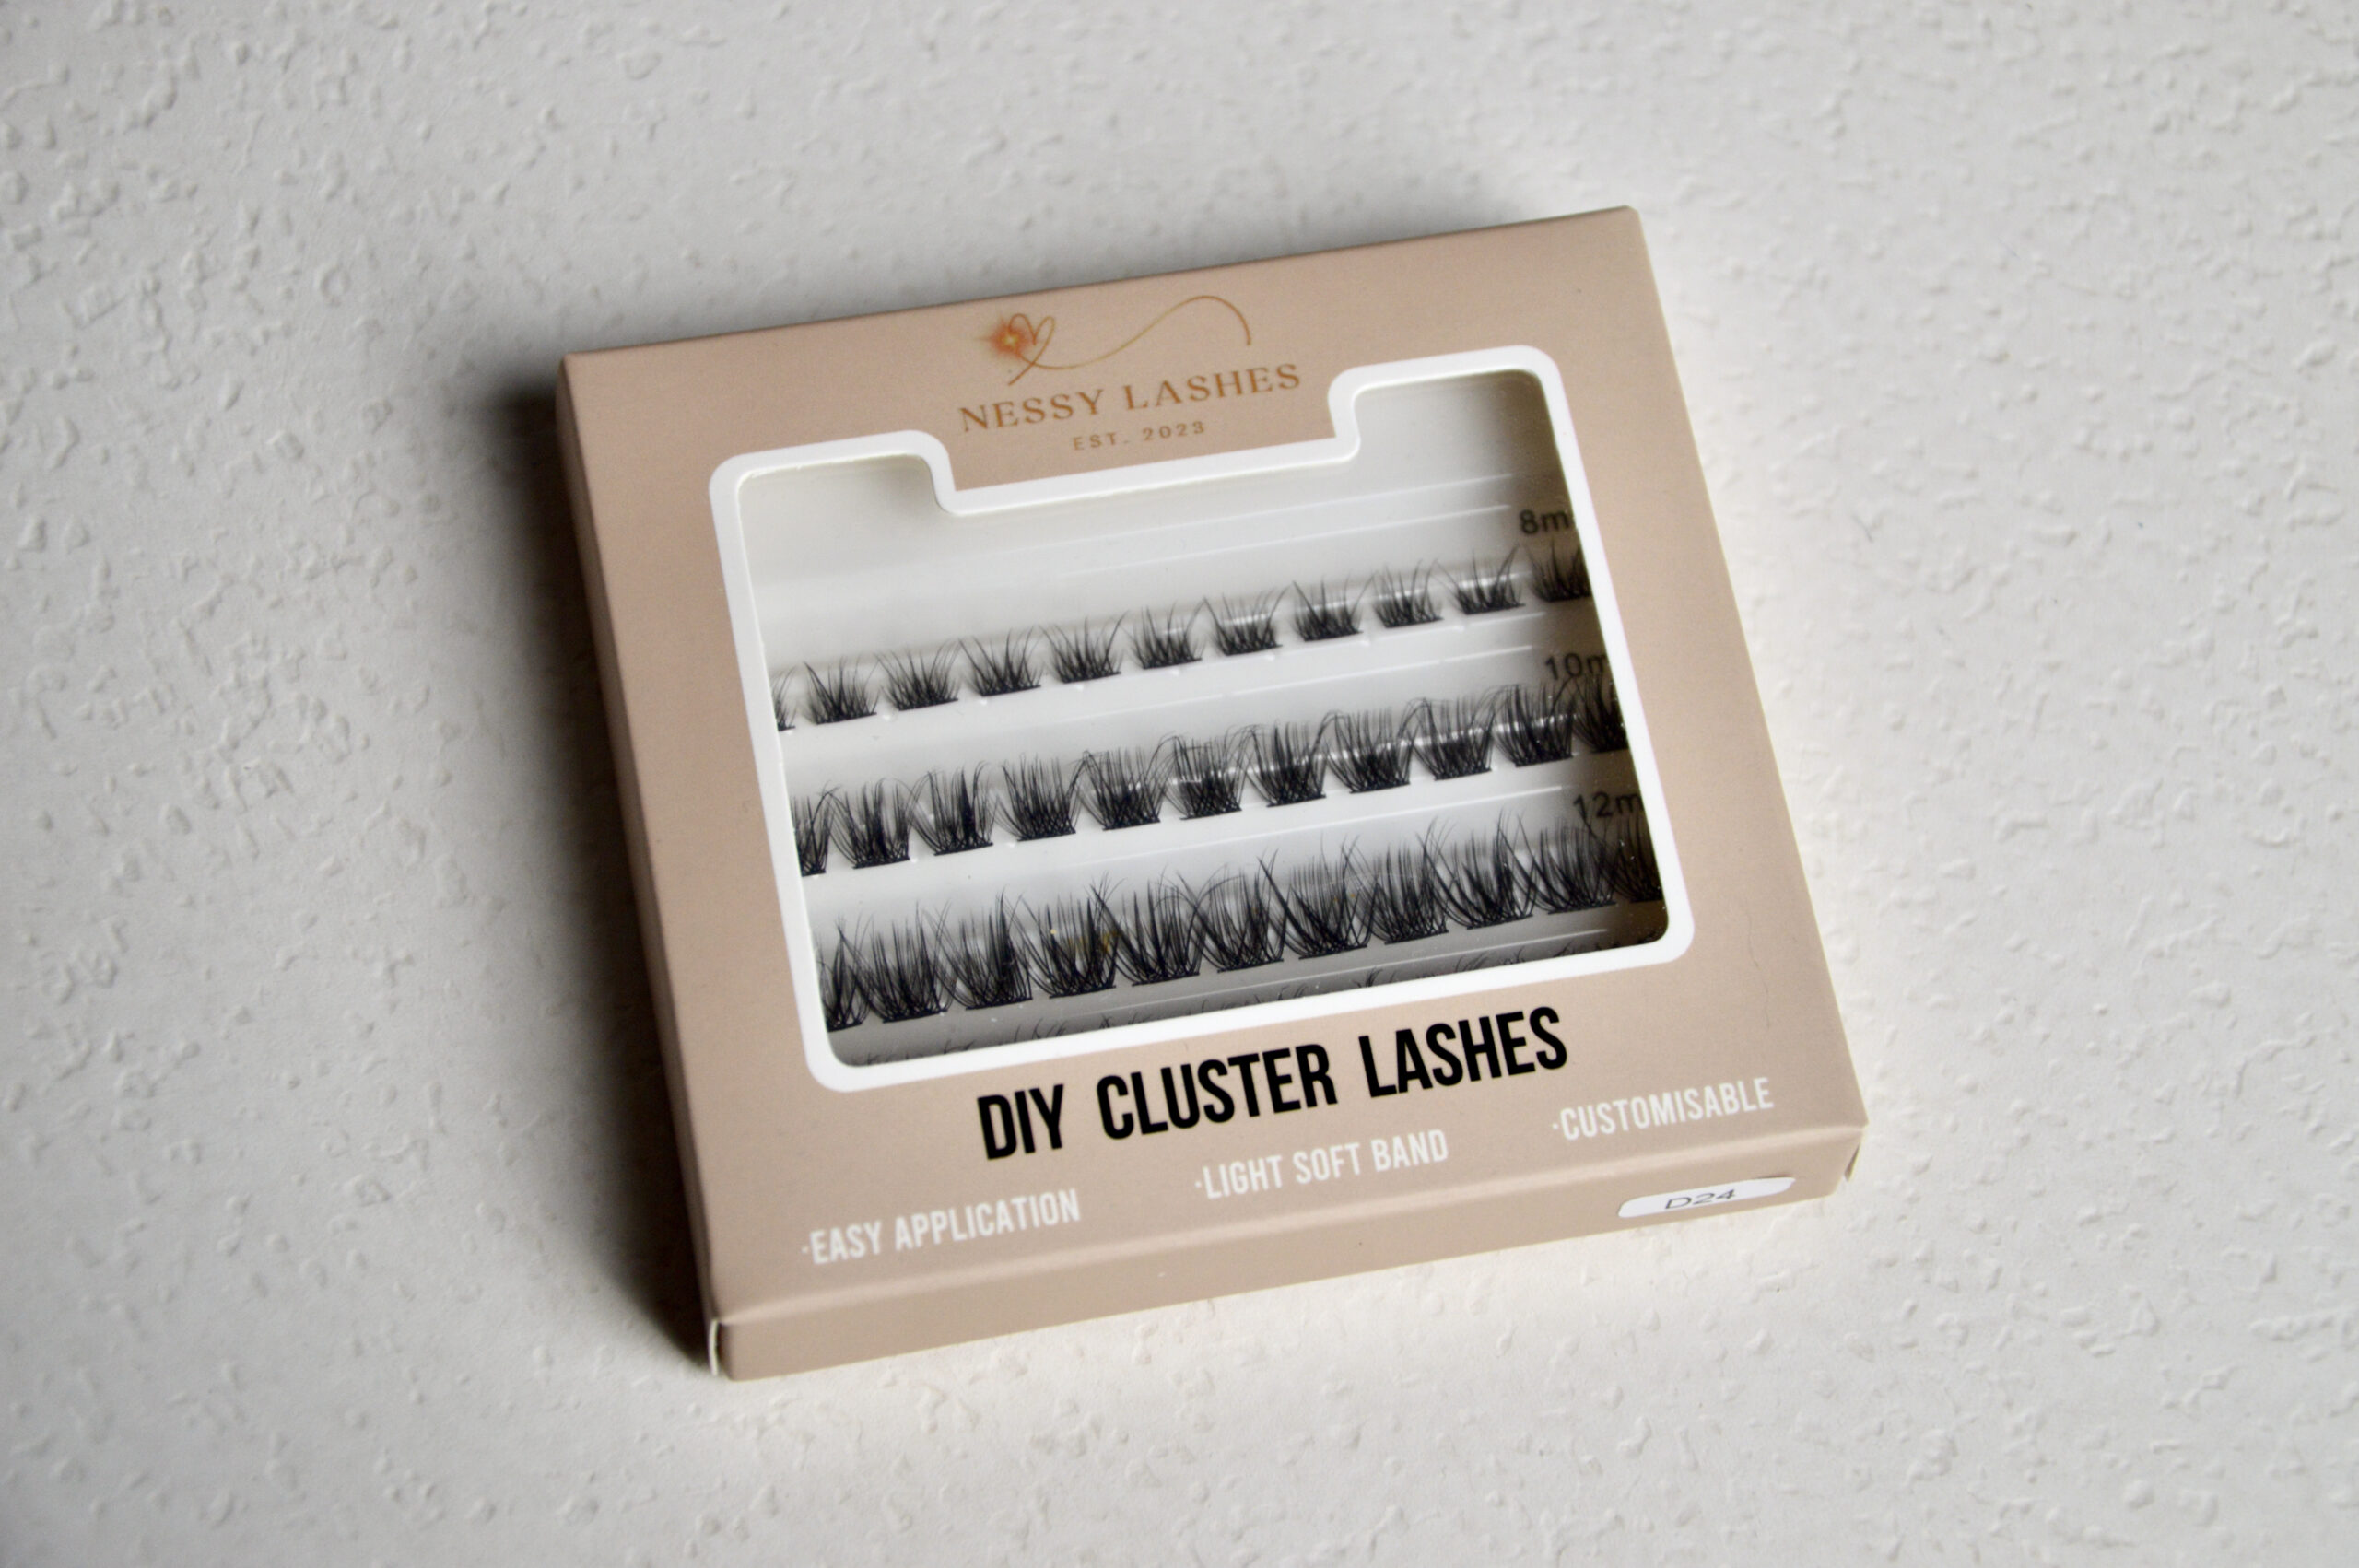 NESSY LASHES
EST. 2023
8m
10m
12m
DIY CLUSTER LASHES
·EASY APPLICATION ·LIGHT SOFT BAND ·CUSTOMISABLE
D24